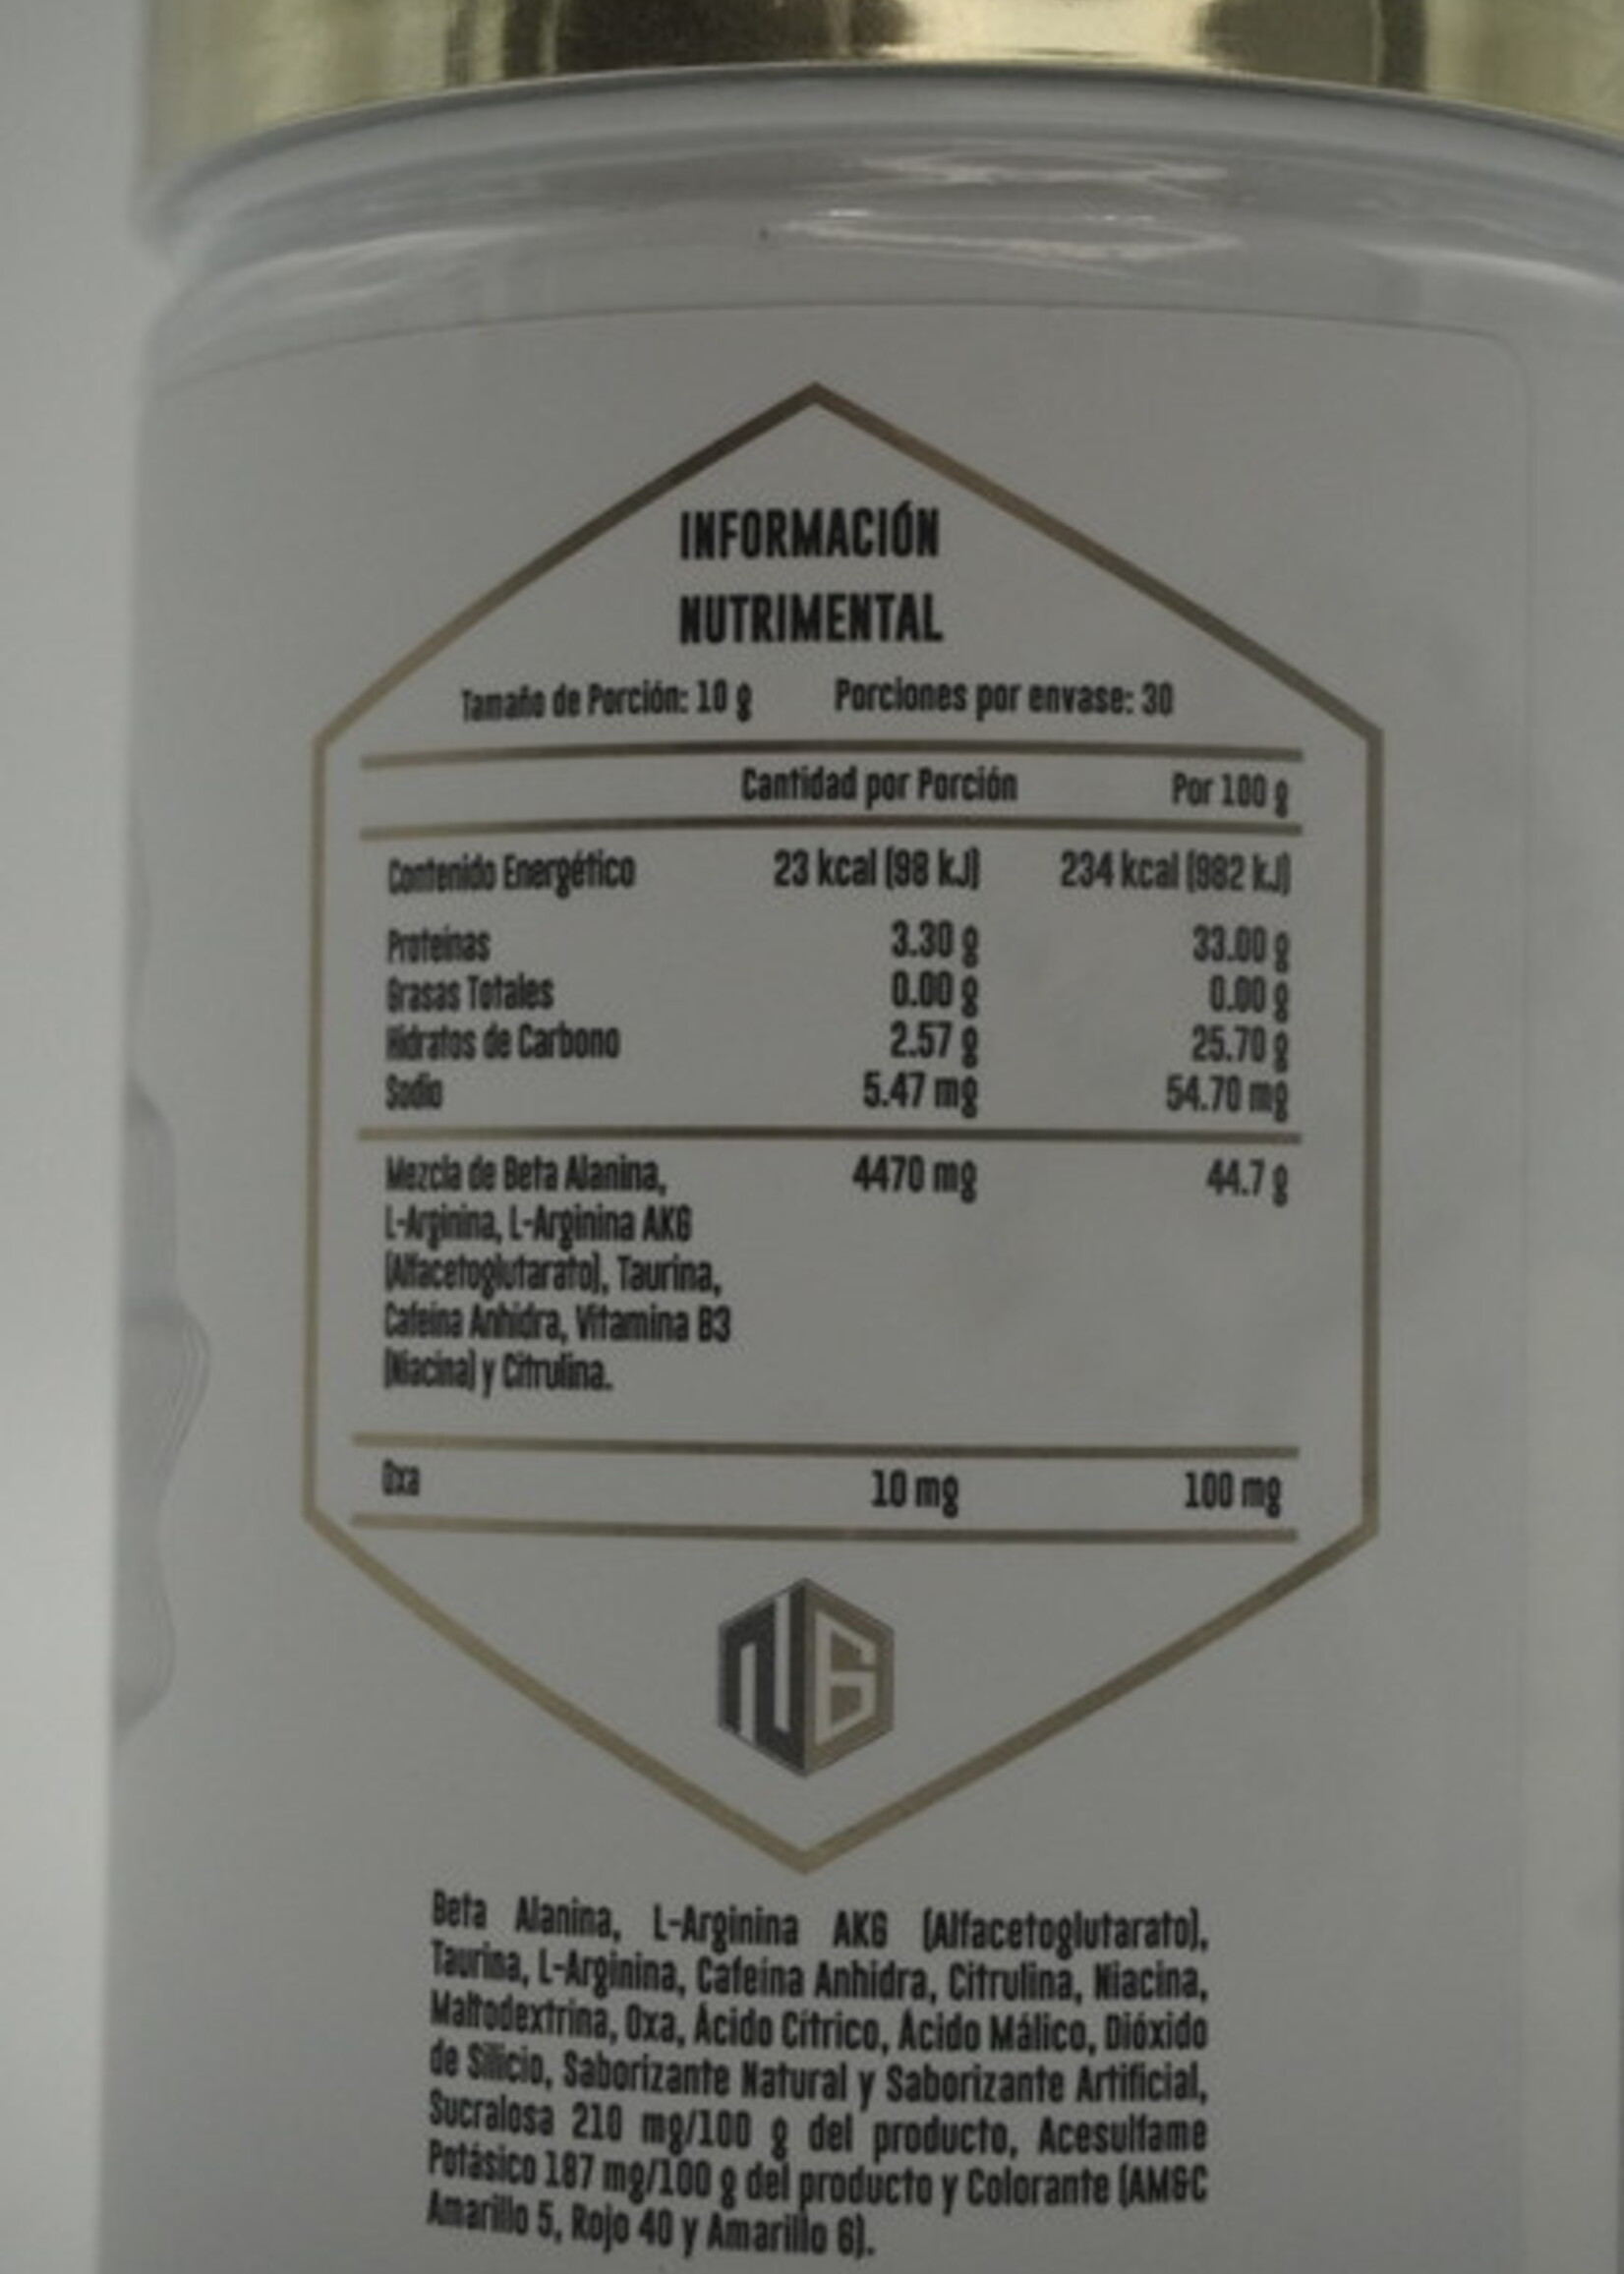 INFORMACIÓN
NUTRIMENTAL
Tamaño de Porción: 10 g Porciones por envase: 30
Cantidad por Porción Por 100 g
Contenido Energético 23 kcal (98 kJ) 234 kcal (982 kJ)
Proteínas 3.30 g 33.00 g
Grasas Totales 0.00 g 0.00 g
Hidratos de Carbono 2.57 g 25.70 g
Sodio 5.47 mg 54.70 mg
Mezcla de Beta Alanina, 4470 mg 44.7 g
L-Arginina, L-Arginina AKG
(Alfacetoglutarato), Taurina,
Cafeína Anhidra, Vitamina B3
(Niacina) y Citrulina.
Oxa 10 mg 100 mg
N6
Beta Alanina, L-Arginina AKG (Alfacetoglutarato),
Taurina, L-Arginina, Cafeína Anhidra, Citrulina, Niacina,
Maltodextrina, Oxa, Ácido Cítrico, Ácido Málico, Dióxido
de Silicio, Saborizante Natural y Saborizante Artificial,
Sucralosa 210 mg/100 g del producto, Acesulfame
Potásico 187 mg/100 g del producto y Colorante (AM&C
Amarillo 5, Rojo 40 y Amarillo 6).